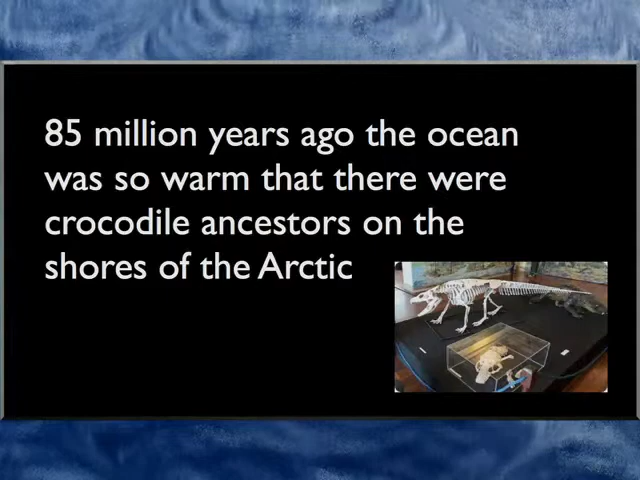 85 million years ago the ocean
was so warm that there were
crocodile ancestors on the
shores of the Arctic